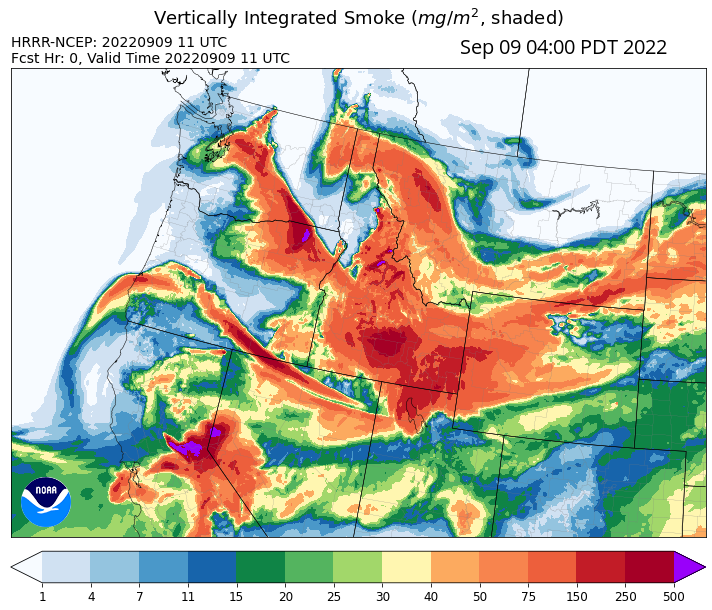 Vertically Integrated Smoke (mg/m², shaded)
HRRR-NCEP: 20220909 11 UTC
Fcst Hr: 0, Valid Time 20220909 11 UTC
Sep 09 04:00 PDT 2022
NOAA
1 4 7 11 15 20 25 30 40 50 75 150 250 500